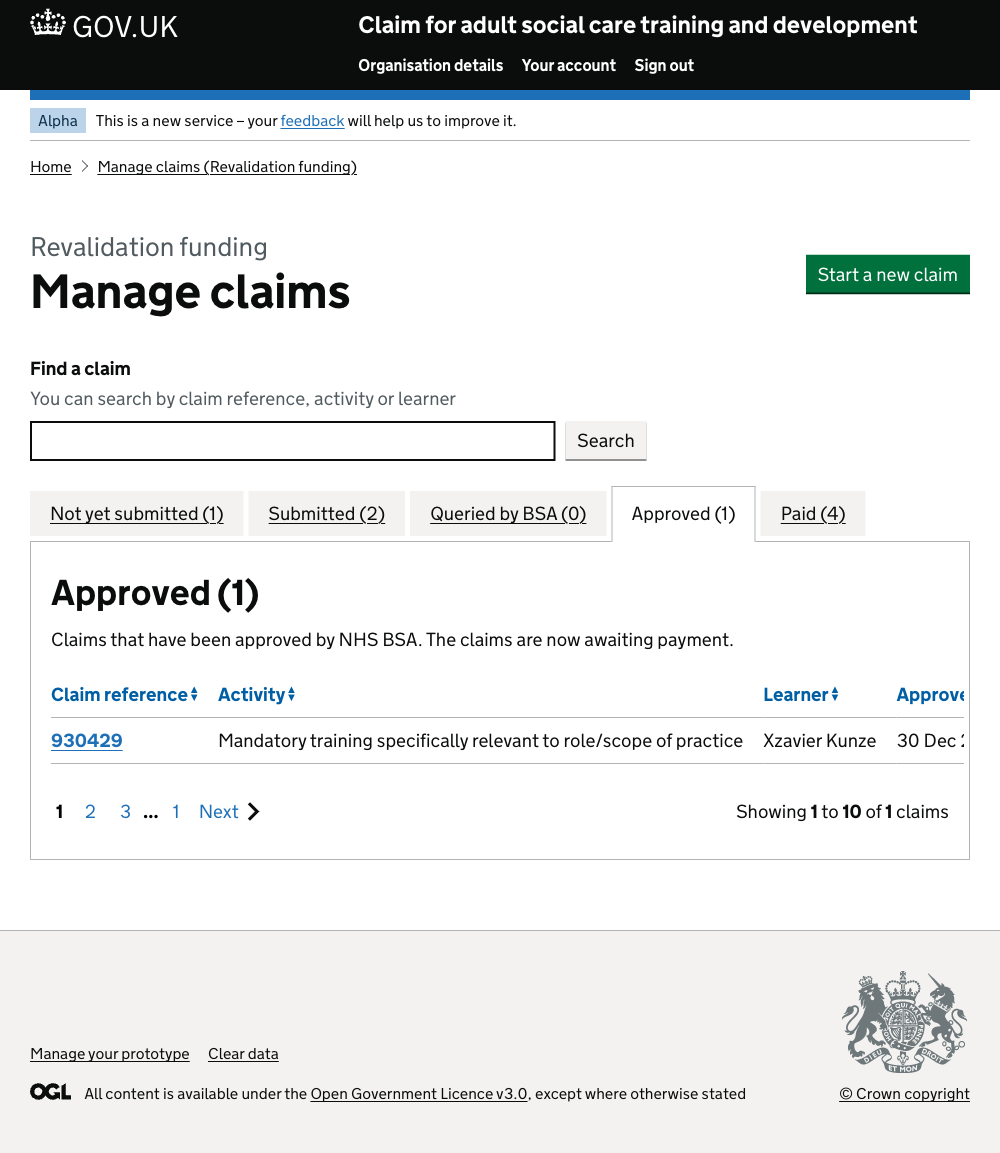 GOV.UK
Claim for adult social care training and development
Organisation details Your account Sign out
Alpha This is a new service – your feedback will help us to improve it.
Home Manage claims (Revalidation funding)
Revalidation funding
Manage claims
Start a new claim
Find a claim
You can search by claim reference, activity or learner
Search
Not yet submitted (1) Submitted (2) Queried by BSA (0) Approved (1) Paid (4)
Approved (1)
Claims that have been approved by NHS BSA. The claims are now awaiting payment.
Claim reference Activity Learner Approve
930429 Mandatory training specifically relevant to role/scope of practice Xzavier Kunze 30 Dec
1 2 3 ... 1 Next Showing 1 to 10 of 1 claims
Manage your prototype Clear data
OGL All content is available under the Open Government Licence v3.0, except where otherwise stated
DIEU ET MON DROIT
© Crown copyright